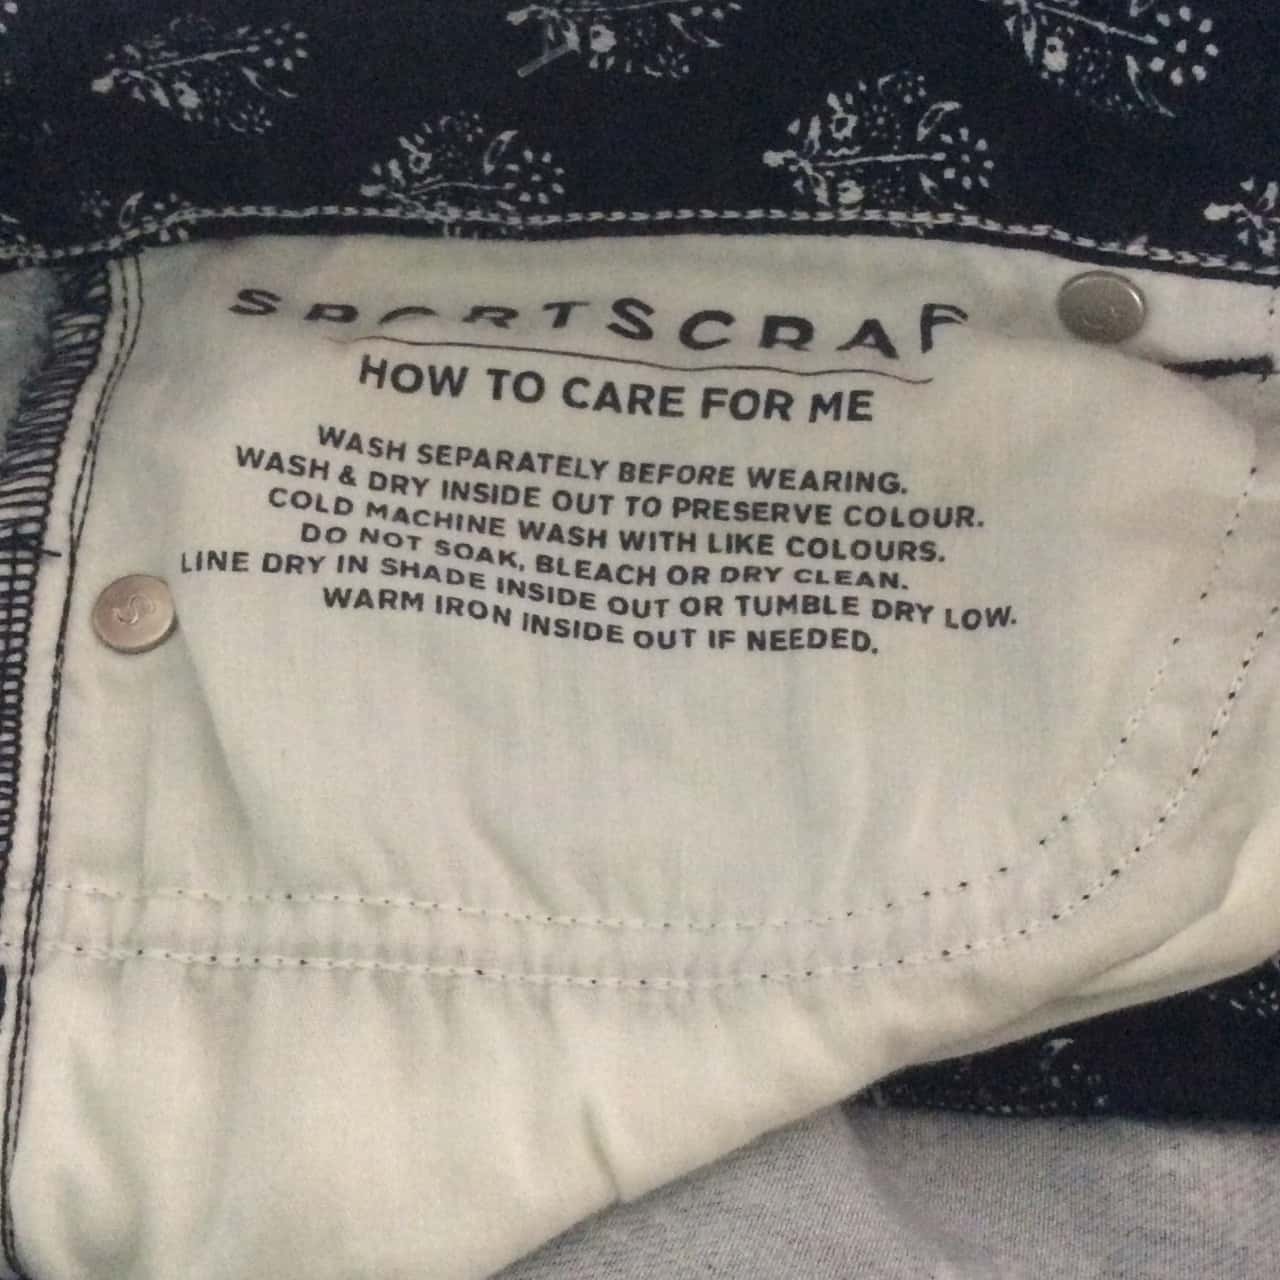 SPORTSCRAF
HOW TO CARE FOR ME
WASH SEPARATELY BEFORE WEARING.
WASH & DRY INSIDE OUT TO PRESERVE COLOUR.
COLD MACHINE WASH WITH LIKE COLOURS.
DO NOT SOAK, BLEACH OR DRY CLEAN.
LINE DRY IN SHADE INSIDE OUT OR TUMBLE DRY LOW.
WARM IRON INSIDE OUT IF NEEDED.
S